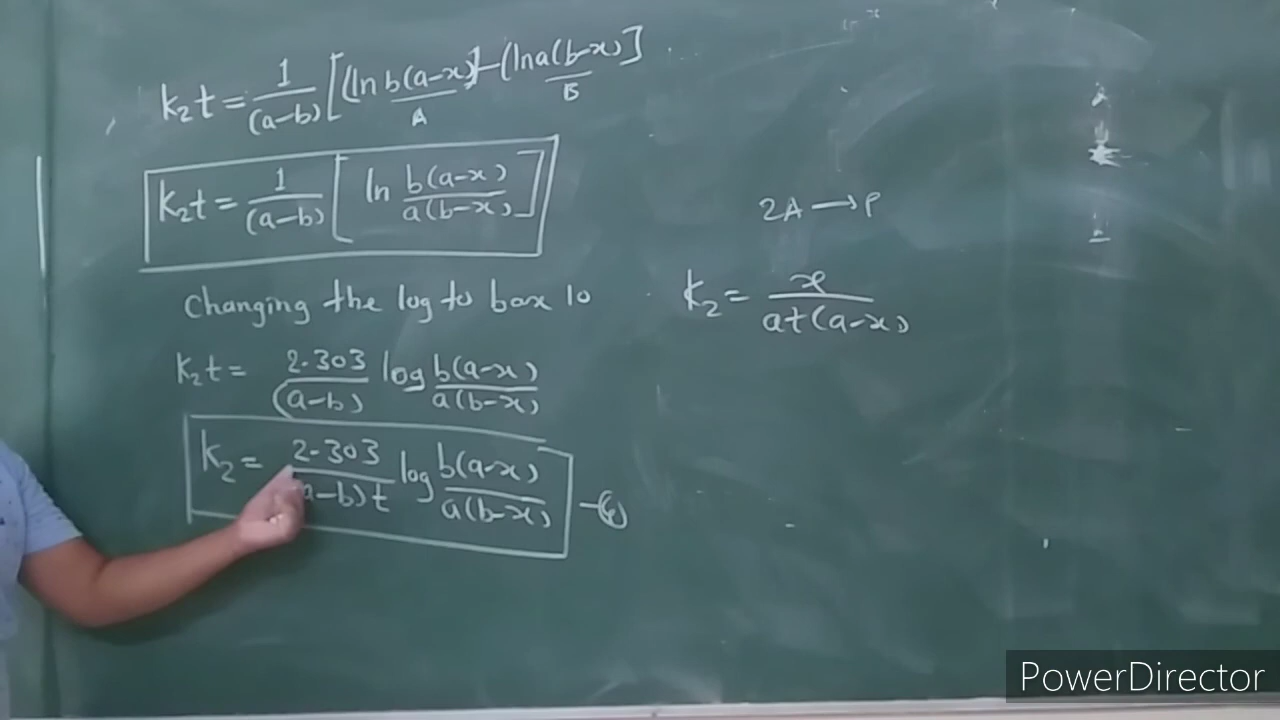 k₂t = 1/(a-b) [(ln b(a-x)] - (ln a(b-x)]
A B
k₂t = 1/(a-b) [ ln b(a-x)/a(b-x) ]
Changing the log to bax 10
k₂t = 2.303/(a-b) log b(a-x)/a(b-x)
k₂ = 2.303/a-b)t log b(a-x)/a(b-x)
2A → P
k₂ = x/at(a-x)
PowerDirector